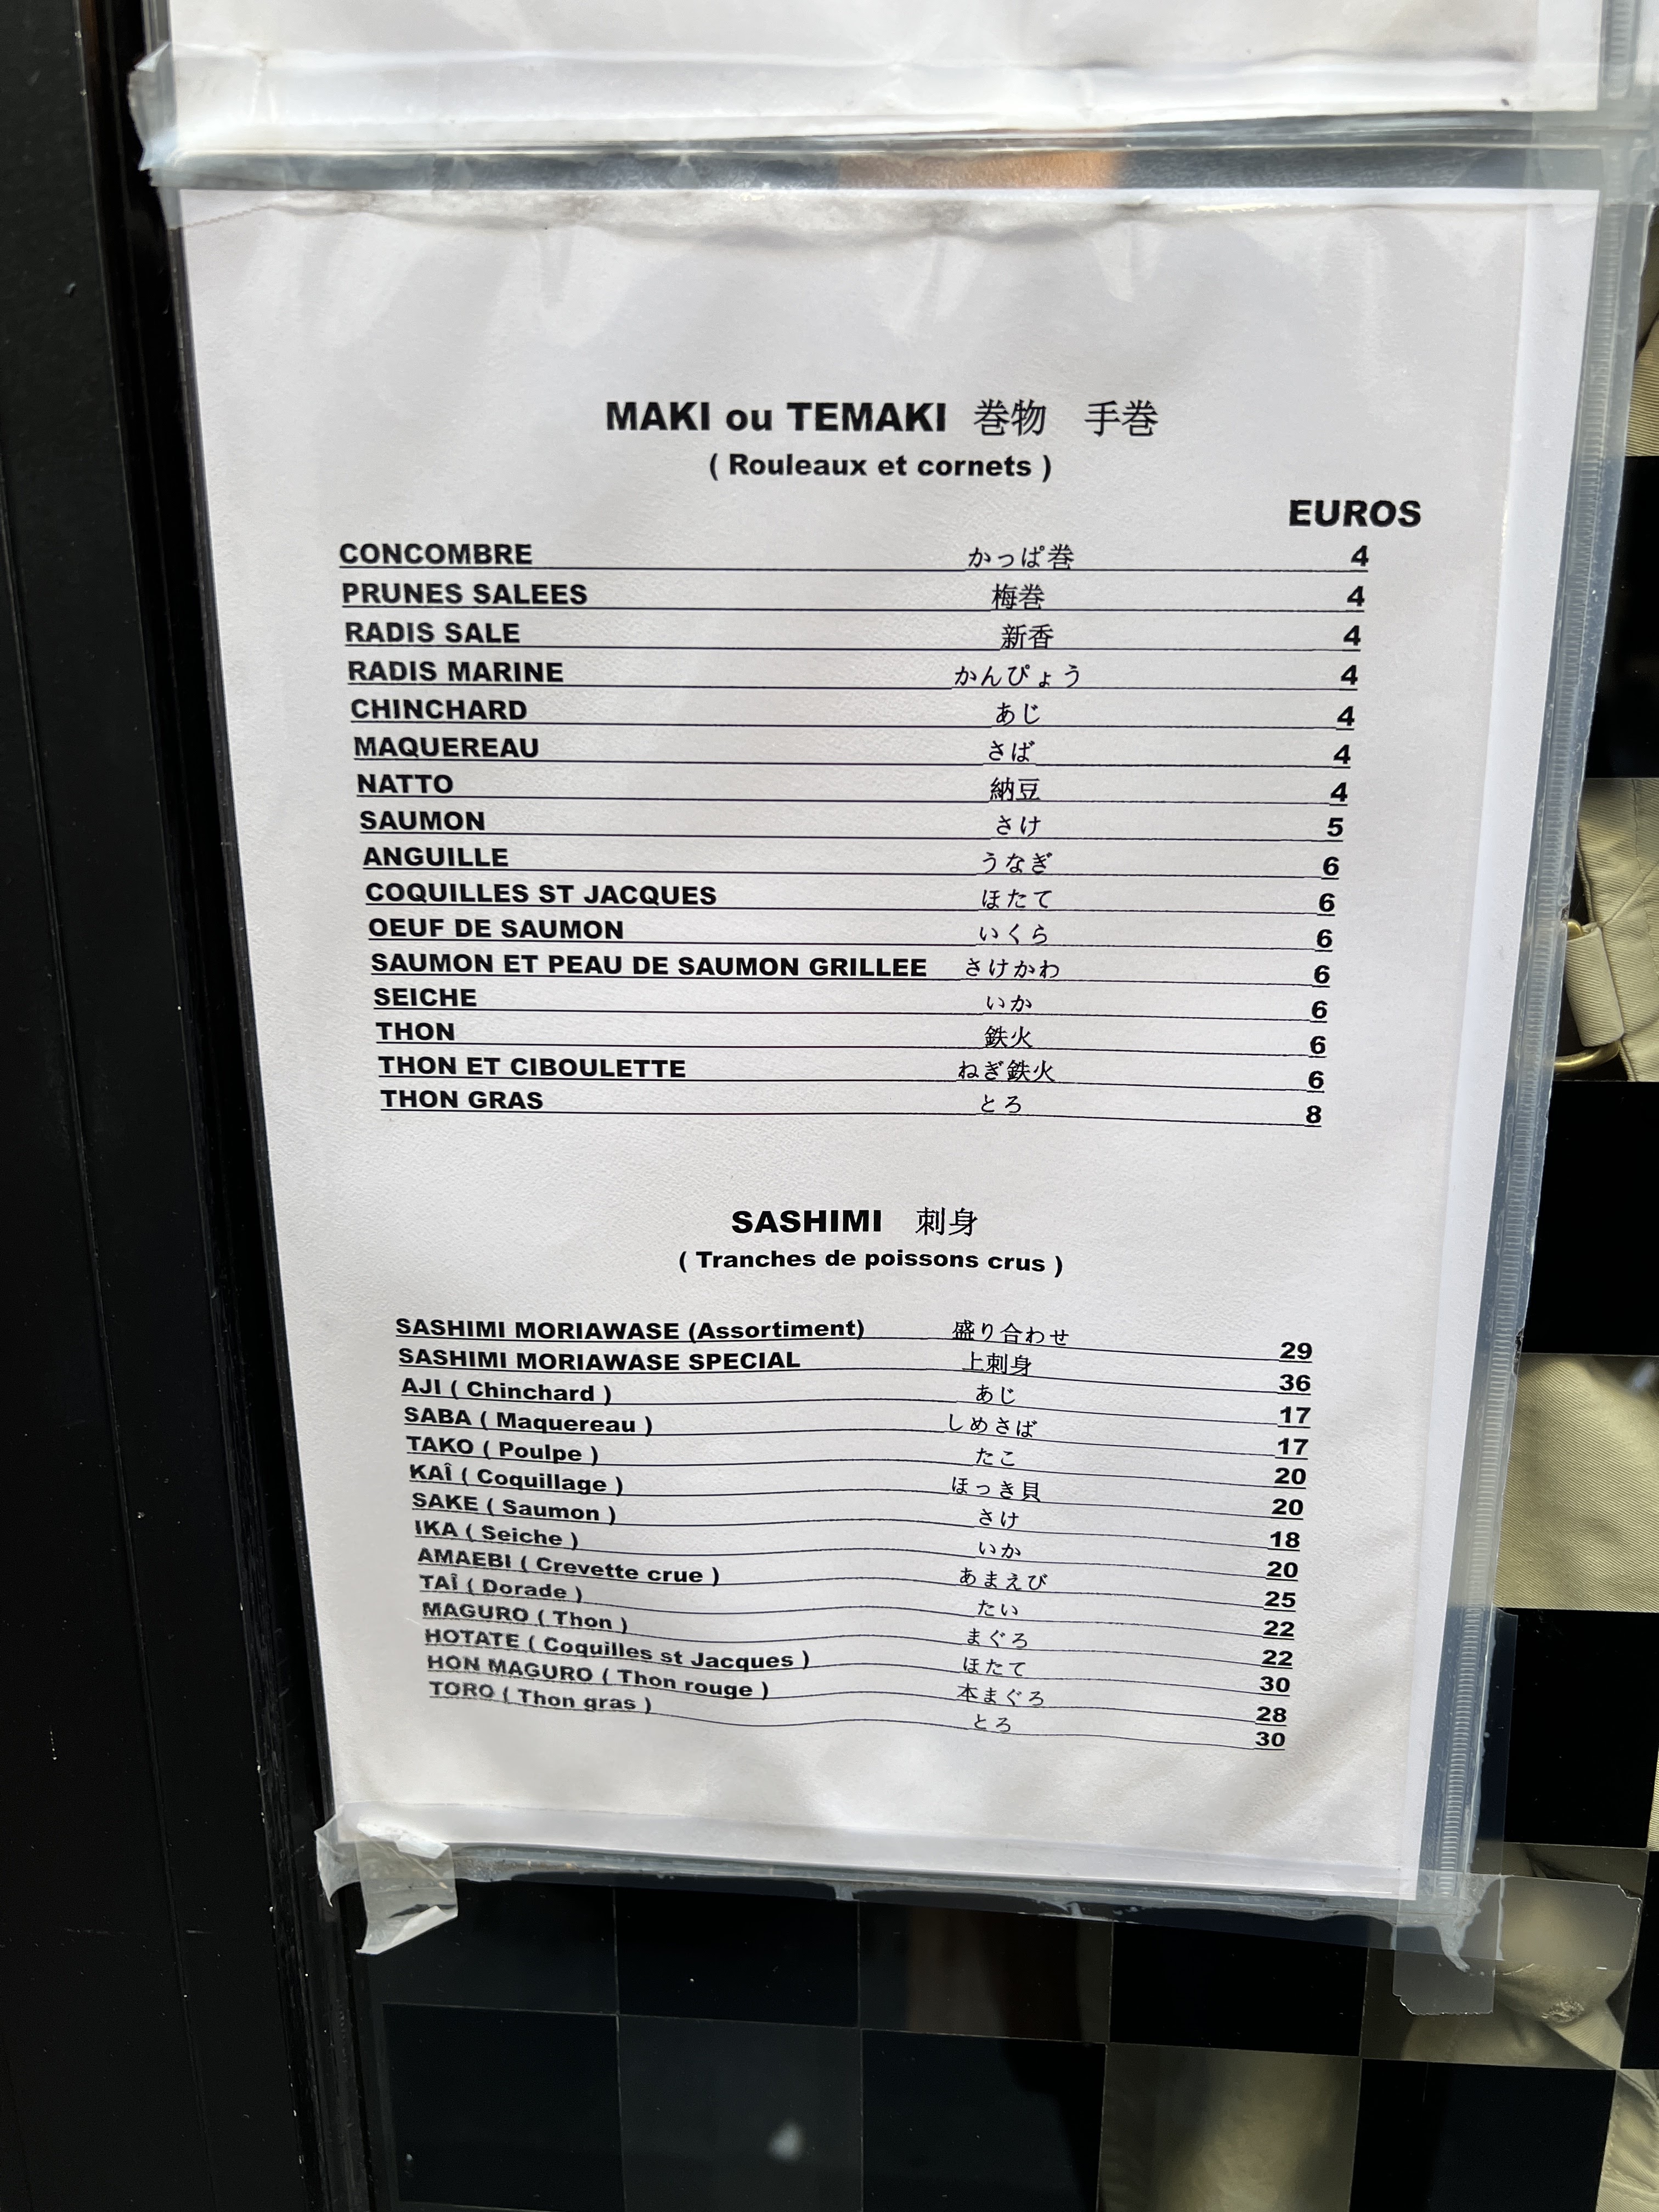 MAKI ou TEMAKI 巻物 手巻
( Rouleaux et cornets )
EUROS
CONCOMBRE かっぱ巻 4
PRUNES SALEES 梅巻 4
RADIS SALE 新香 4
RADIS MARINE かんぴょう 4
CHINCHARD あじ 4
MAQUEREAU さば 4
NATTO 納豆 4
SAUMON さけ 5
ANGUILLE うなぎ 6
COQUILLES ST JACQUES ほたて 6
OEUF DE SAUMON いくら 6
SAUMON ET PEAU DE SAUMON GRILLEE さけかわ 6
SEICHE いか 6
THON 鉄火 6
THON ET CIBOULETTE ねぎ鉄火 6
THON GRAS とろ 8
SASHIMI 刺身
( Tranches de poissons crus )
SASHIMI MORIAWASE (Assortiment) 盛り合わせ 29
SASHIMI MORIAWASE SPECIAL 上刺身 36
AJI ( Chinchard ) あじ 17
SABA ( Maquereau ) しめさば 17
TAKO ( Poulpe ) たこ 20
KAÎ ( Coquillage ) ほっき貝 20
SAKE ( Saumon ) さけ 18
IKA ( Seiche ) いか 20
AMAEBI ( Crevette crue ) あまえび 25
TAÎ ( Dorade ) たい 22
MAGURO ( Thon ) まぐろ 22
HOTATE ( Coquilles st Jacques ) ほたて 30
HON MAGURO ( Thon rouge ) 本まぐろ 28
TORO ( Thon gras ) とろ 30